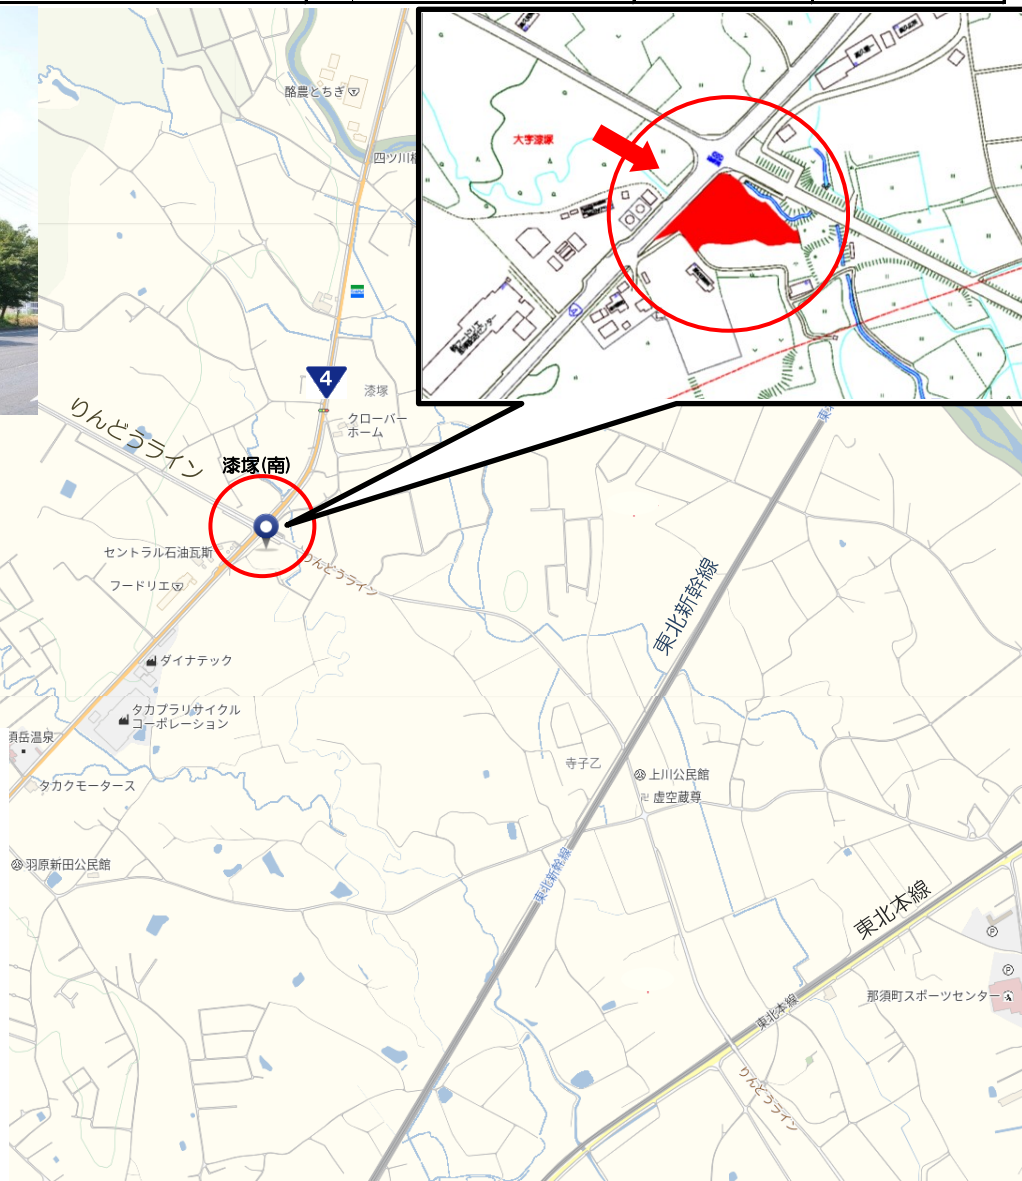 酪農とちぎ
四ツ川
大字漆塚
4
漆塚
クローバー
ホーム
りんどうライン
漆塚(南)
セントラル石油瓦斯
りんどうライン
フードリエ
東北新幹線
ダイナテック
タカプラリサイクル
コーポレーション
須岳温泉
寺子乙
上川公民館
タカクモータース
卍 虚空蔵尊
羽原新田公民館
東北新幹線
東北本線
P
P
那須町スポーツセンター
東北本線
りんどうライン